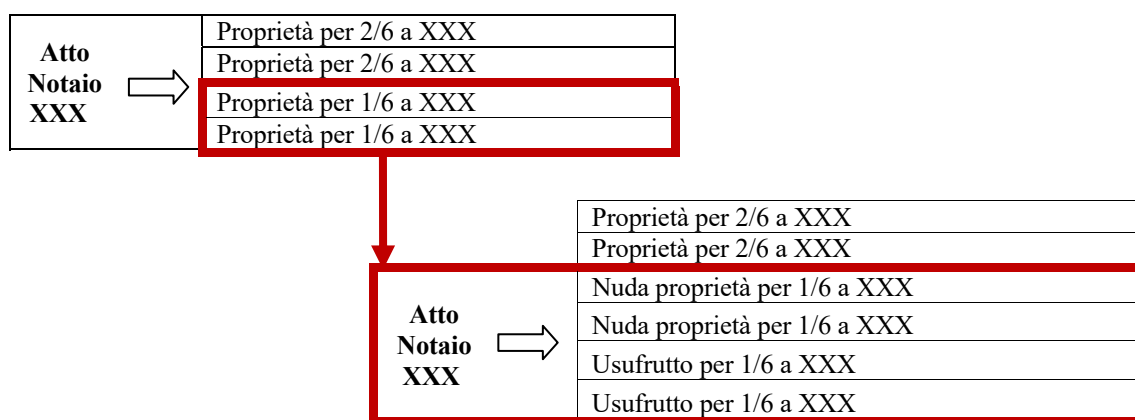 Atto
Notaio
XXX
Proprietà per 2/6 a XXX
Proprietà per 2/6 a XXX
Proprietà per 1/6 a XXX
Proprietà per 1/6 a XXX
Atto
Notaio
XXX
Proprietà per 2/6 a XXX
Proprietà per 2/6 a XXX
Nuda proprietà per 1/6 a XXX
Nuda proprietà per 1/6 a XXX
Usufrutto per 1/6 a XXX
Usufrutto per 1/6 a XXX